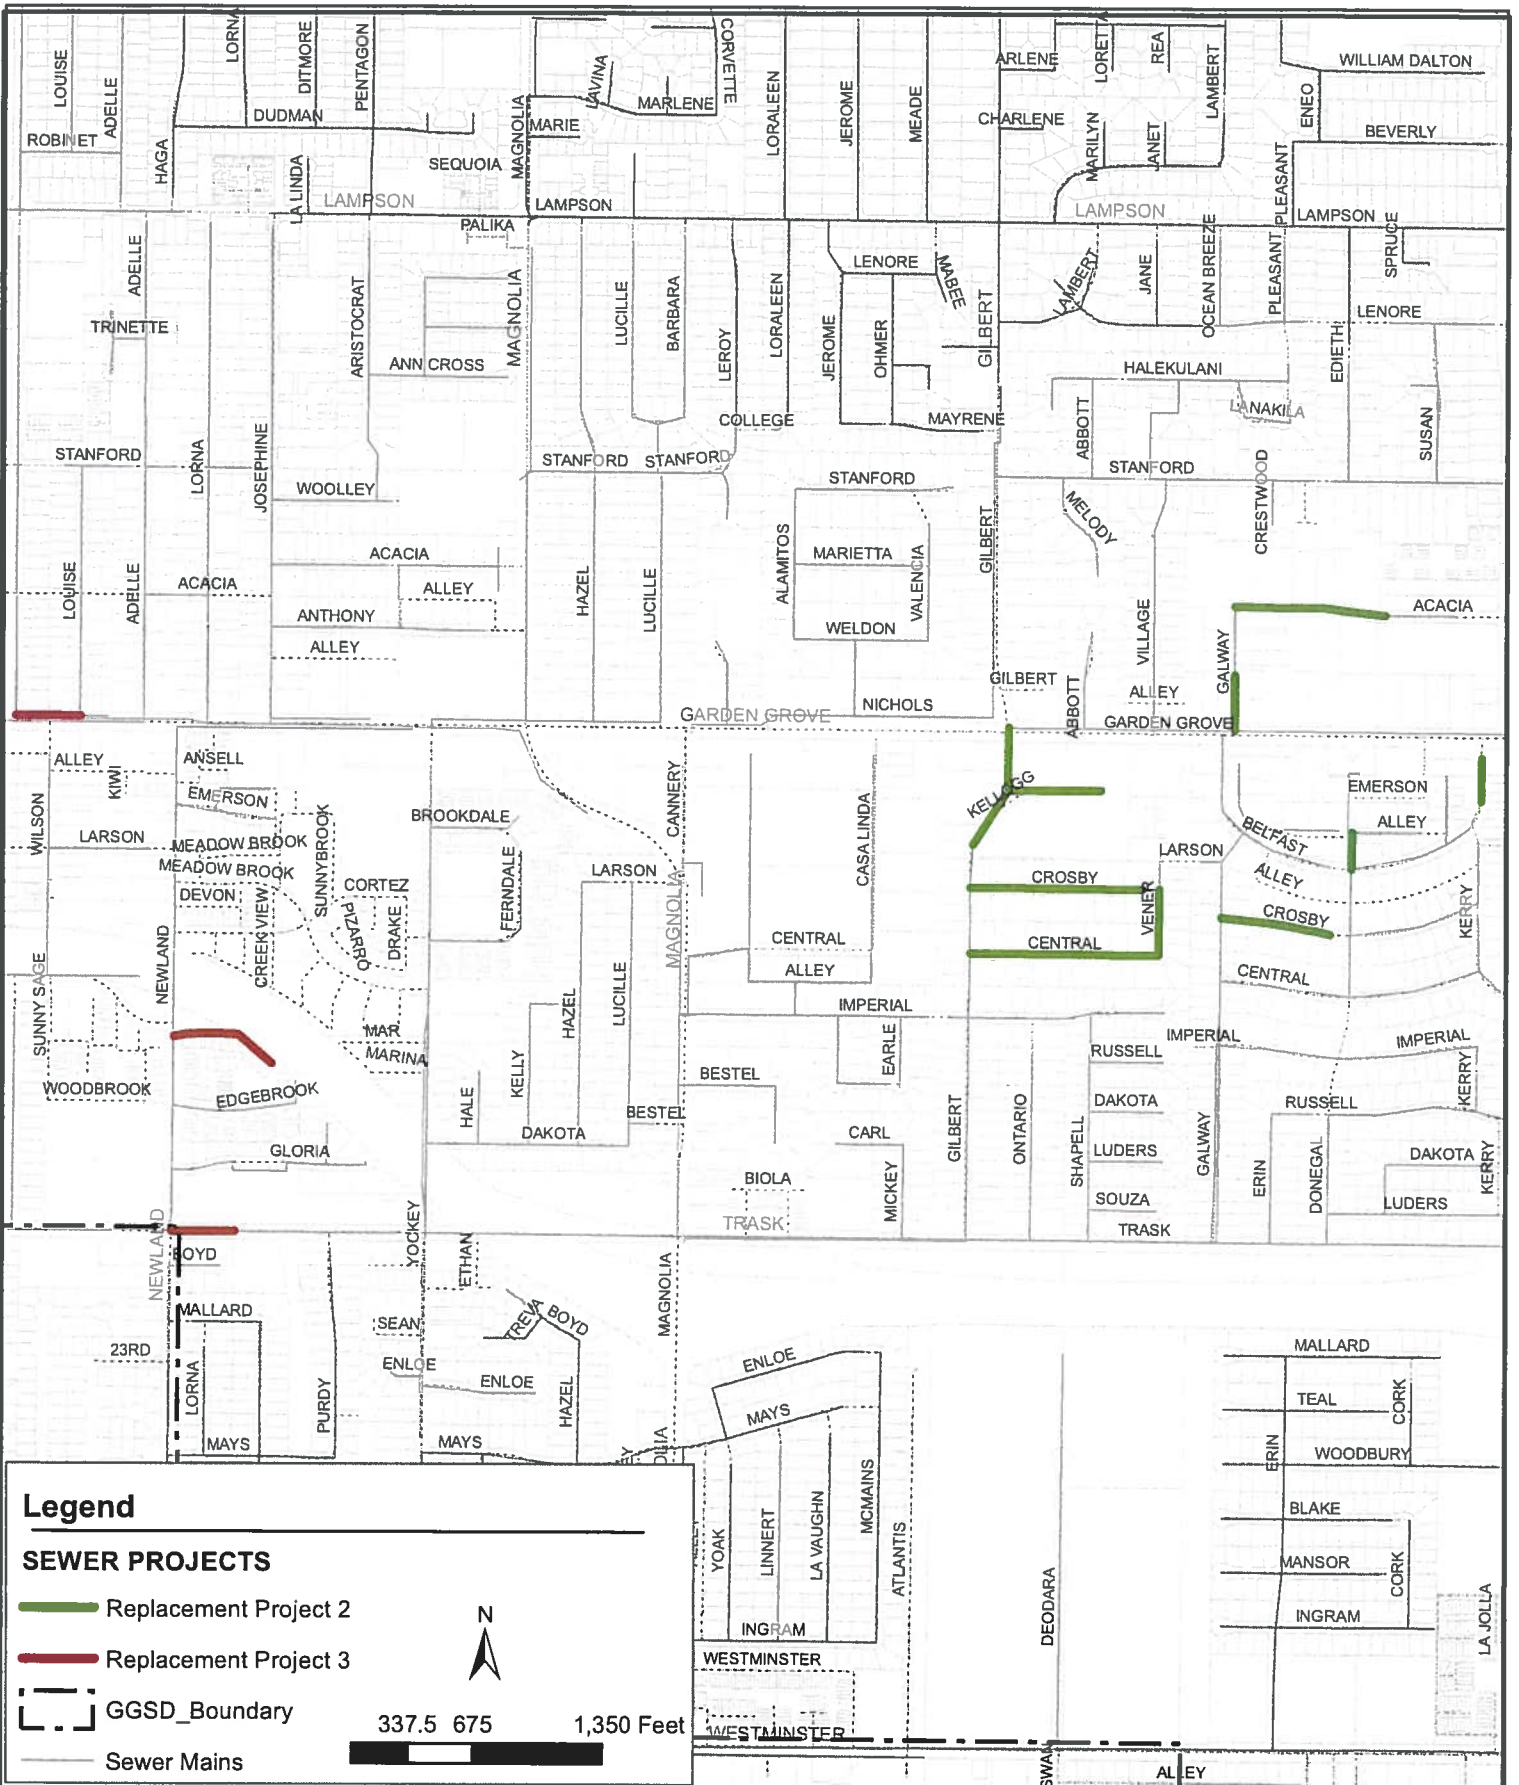 LOUISE
ADELLE
ROBINET
HAGA
LORNA
DITMORE
PENTAGON
DUDMAN
LA LINDA
SEQUOIA
LAMPSON
MAGNOLIA
LAVINA
MARLENE
MARIE
CORVETTE
LAMPSON
LORALEEN
JEROME
MEADE
ARLENE
LORETTA
REA
LAMBERT
CHARLENE
MARILYN
JANET
LAMPSON
ENEO
WILLIAM DALTON
BEVERLY
PLEASANT
LAMPSON
SPRUCE
PALIKA
ADELLE
TRINETTE
ARISTOCRAT
ANN CROSS
MAGNOLIA
LUCILLE
BARBARA
LEROY
LORALEEN
COLLEGE
JEROME
LENORE
OHMER
MABEE
MAYRENE
GILBERT
LAMBERT
JANE
OCEAN BREEZE
PLEASANT
LENORE
EDIETH
HALEKULANI
LANAKILA
ABBOTT
SUSAN
STANFORD
LORNA
JOSEPHINE
WOOLLEY
STANFORD
STANFORD
STANFORD
STANFORD
CRESTWOOD
MELODY
GILBERT
ALAMITOS
MARIETTA
VALENCIA
WELDON
NICHOLS
ACACIA
ALLEY
ANTHONY
ALLEY
LOUISE
ADELLE
ACACIA
HAZEL
LUCILLE
VILLAGE
ACACIA
GALWAY
GILBERT
ABBOTT
ALLEY
GARDEN GROVE
GARDEN GROVE
ALLEY
KIWI
ANSELL
EMERSON
WILSON
LARSON
MEADOW BROOK
MEADOW BROOK
DEVON
SUNNYBROOK
CORTEZ
PIZARRO
DRAKE
CREEK VIEW
BROOKDALE
FERNDALE
LARSON
CANNERY
MAGNOLIA
CASA LINDA
KELLOGG
CROSBY
CENTRAL
VENER
LARSON
BELFAST
EMERSON
ALLEY
ALLEY
CROSBY
KERRY
CENTRAL
CENTRAL
ALLEY
IMPERIAL
SUNNY SAGE
NEWLAND
WOODBROOK
EDGEBROOK
GLORIA
MAR
MARINA
HALE
KELLY
HAZEL
LUCILLE
BESTEL
DAKOTA
BESTEL
EARLE
CARL
MICKEY
BIOLA
TRASK
GILBERT
ONTARIO
SHAPELL
RUSSELL
DAKOTA
LUDERS
SOUZA
TRASK
IMPERIAL
IMPERIAL
GALWAY
RUSSELL
KERRY
ERIN
DONEGAL
DAKOTA
KERRY
LUDERS
NEWLAND
BOYD
YOCKEY
ETHAN
MALLARD
23RD
LORNA
PURDY
MAYS
SEAN
ENLOE
ENLOE
TREVA
BOYD
HAZEL
MAYS
MAGNOLIA
ENLOE
MAYS
YOAK
LINNERT
LA VAUGHN
MCMAINS
ATLANTIS
INGRAM
WESTMINSTER
WESTMINSTER
DEODARA
SWAN
ALLEY
MALLARD
TEAL
CORK
WOODBURY
ERIN
BLAKE
MANSOR
CORK
INGRAM
LA JOLLA
Legend
SEWER PROJECTS
Replacement Project 2
Replacement Project 3
GGSD_Boundary
Sewer Mains
N
337.5 675 1,350 Feet